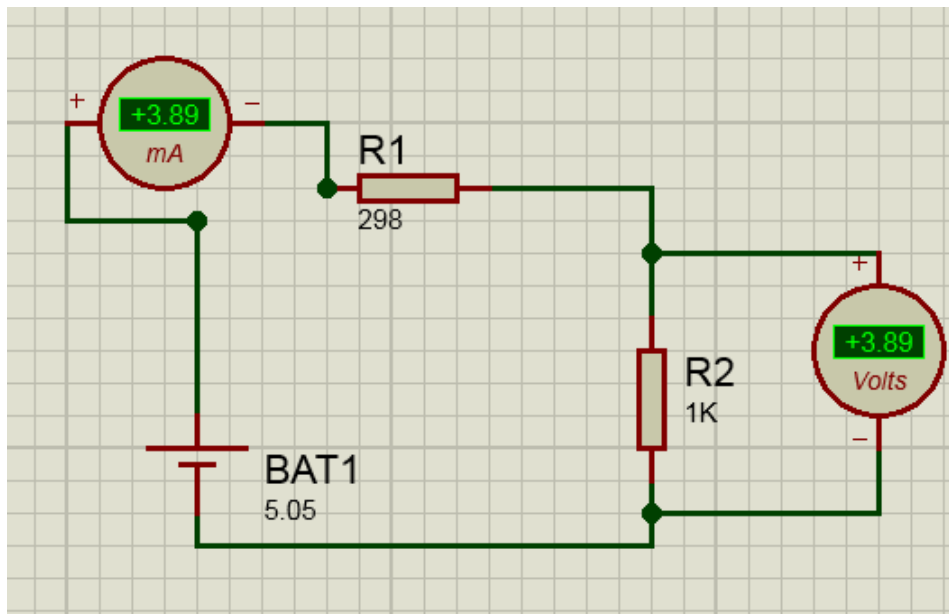 + +3.89 −
mA
R1
298
+
+3.89
Volts
−
R2
1K
BAT1
5.05